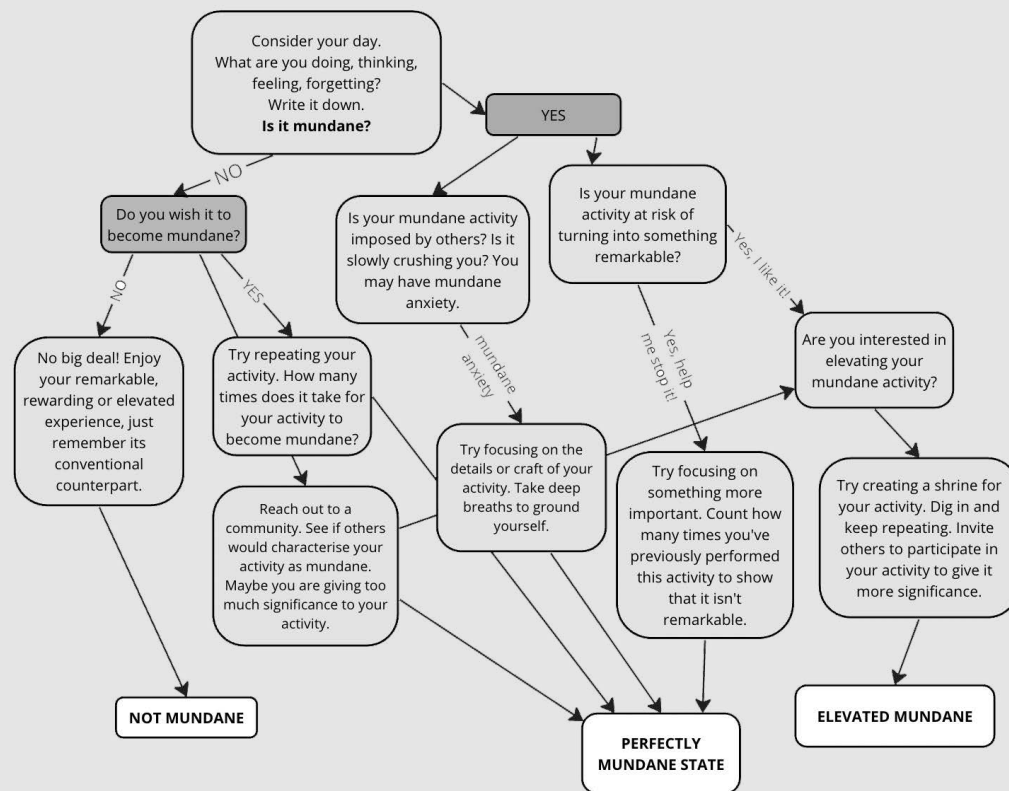 Consider your day.
What are you doing, thinking,
feeling, forgetting?
Write it down.
Is it mundane?
YES
NO
Do you wish it to
become mundane?
Is your mundane activity
imposed by others? Is it
slowly crushing you? You
may have mundane
anxiety.
Is your mundane
activity at risk of
turning into something
remarkable?
Yes, I like it!
NO
YES
No big deal! Enjoy
your remarkable,
rewarding or elevated
experience, just
remember its
conventional
counterpart.
Try repeating your
activity. How many
times does it take for
your activity to
become mundane?
mundane
anxiety
Yes, help
me stop it!
Are you interested in
elevating your
mundane activity?
Reach out to a
community. See if others
would characterise your
activity as mundane.
Maybe you are giving too
much significance to your
activity.
Try focusing on the
details or craft of your
activity. Take deep
breaths to ground
yourself.
Try focusing on
something more
important. Count how
many times you've
previously performed
this activity to show
that it isn't
remarkable.
Try creating a shrine for
your activity. Dig in and
keep repeating. Invite
others to participate in
your activity to give it
more significance.
NOT MUNDANE
PERFECTLY
MUNDANE STATE
ELEVATED MUNDANE